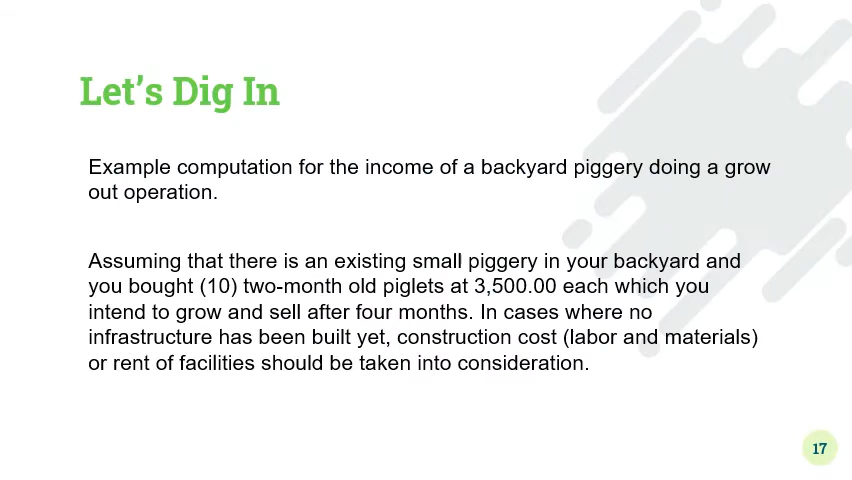 Let’s Dig In
Example computation for the income of a backyard piggery doing a grow
out operation.
Assuming that there is an existing small piggery in your backyard and
you bought (10) two-month old piglets at 3,500.00 each which you
intend to grow and sell after four months. In cases where no
infrastructure has been built yet, construction cost (labor and materials)
or rent of facilities should be taken into consideration.
17